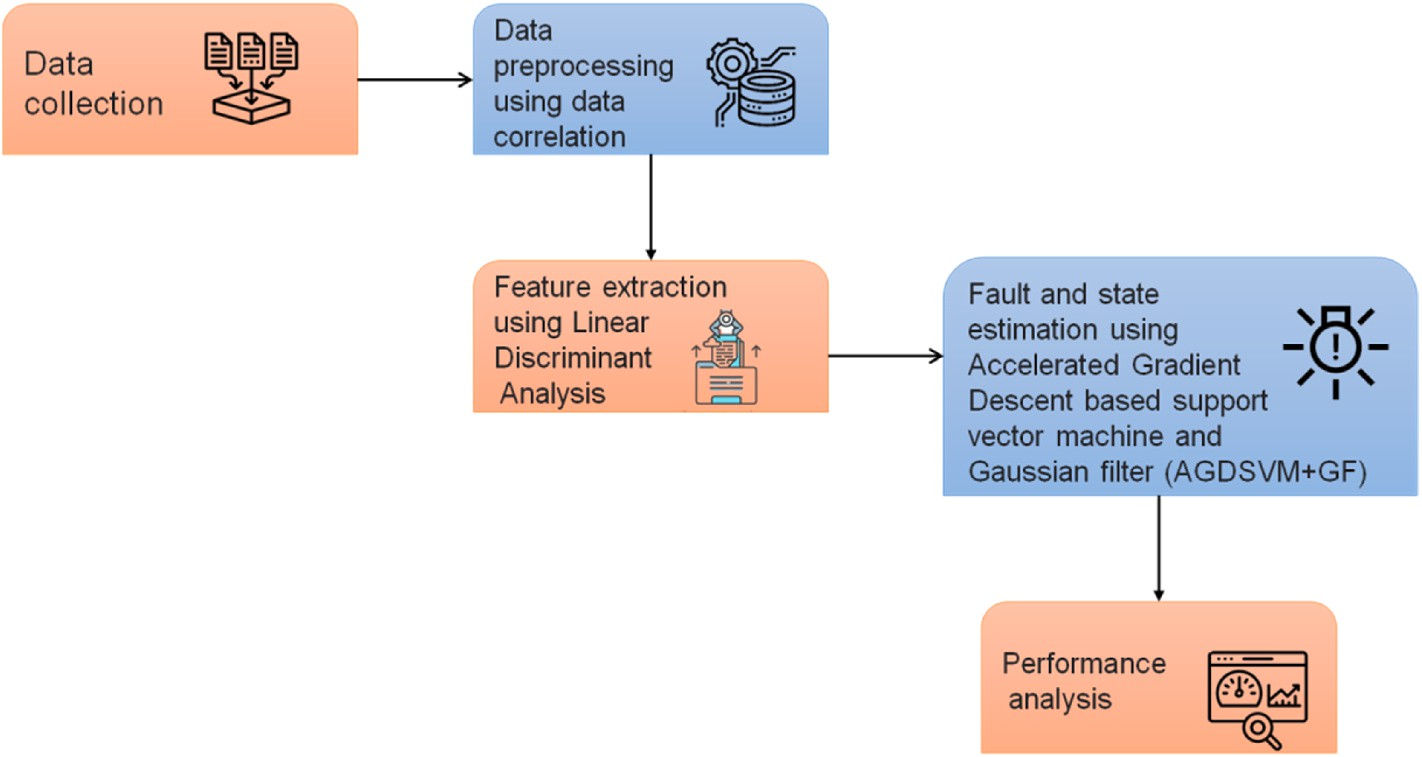 Data
collection
Data
preprocessing
using data
correlation
Feature extraction
using Linear
Discriminant
Analysis
Fault and state
estimation using
Accelerated Gradient
Descent based support
vector machine and
Gaussian filter (AGDSVM+GF)
Performance
analysis